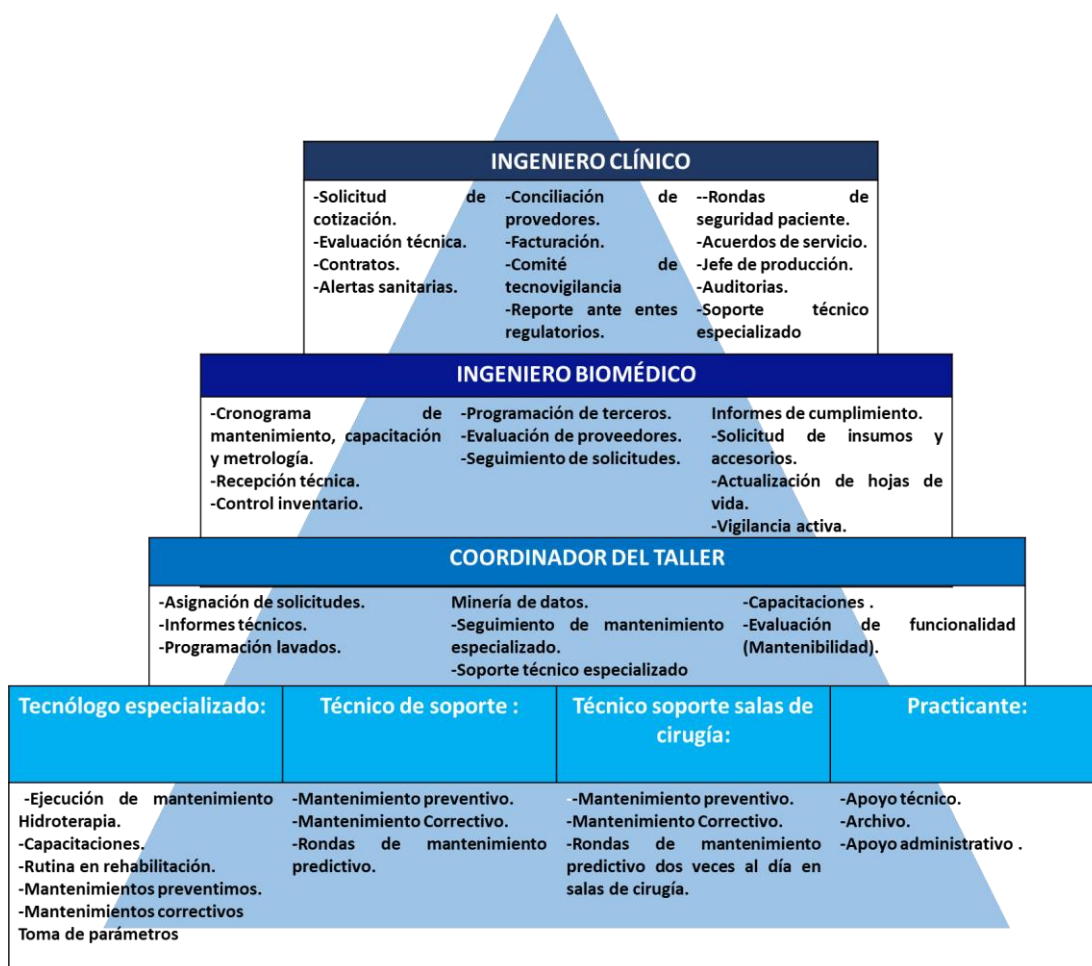 INGENIERO CLÍNICO
-Solicitud de
cotización.
-Evaluación técnica.
-Contratos.
-Alertas sanitarias.
-Conciliación de
provedores.
-Facturación.
-Comité de
tecnovigilancia
-Reporte ante entes
regulatorios.
--Rondas de
seguridad paciente.
-Acuerdos de servicio.
-Jefe de producción.
-Auditorias.
-Soporte técnico
especializado
INGENIERO BIOMÉDICO
-Cronograma de
mantenimiento, capacitación
y metrología.
-Recepción técnica.
-Control inventario.
-Programación de terceros.
-Evaluación de proveedores.
-Seguimiento de solicitudes.
Informes de cumplimiento.
-Solicitud de insumos y
accesorios.
-Actualización de hojas de
vida.
-Vigilancia activa.
COORDINADOR DEL TALLER
-Asignación de solicitudes.
-Informes técnicos.
-Programación lavados.
Minería de datos.
-Seguimiento de mantenimiento
especializado.
-Soporte técnico especializado
-Capacitaciones .
-Evaluación de funcionalidad
(Mantenibilidad).
Tecnólogo especializado:
-Ejecución de mantenimiento
Hidroterapia.
-Capacitaciones.
-Rutina en rehabilitación.
-Mantenimientos preventimos.
-Mantenimientos correctivos
Toma de parámetros
Técnico de soporte :
-Mantenimiento preventivo.
-Mantenimiento Correctivo.
-Rondas de mantenimiento
predictivo.
Técnico soporte salas de
cirugía:
-Mantenimiento preventivo.
-Mantenimiento Correctivo.
-Rondas de mantenimiento
predictivo dos veces al día en
salas de cirugía.
Practicante:
-Apoyo técnico.
-Archivo.
-Apoyo administrativo .